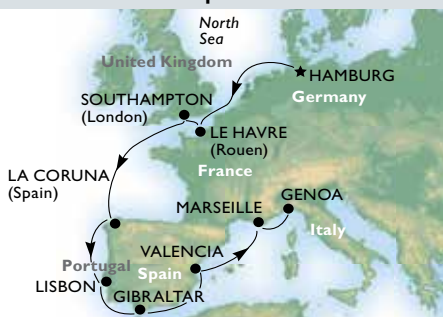 North
Sea
United Kingdom
HAMBURG
Germany
SOUTHAMPTON
(London)
LE HAVRE
(Rouen)
France
LA CORUNA
(Spain)
MARSEILLE
GENOA
Italy
VALENCIA
Portugal
Spain
LISBON
GIBRALTAR